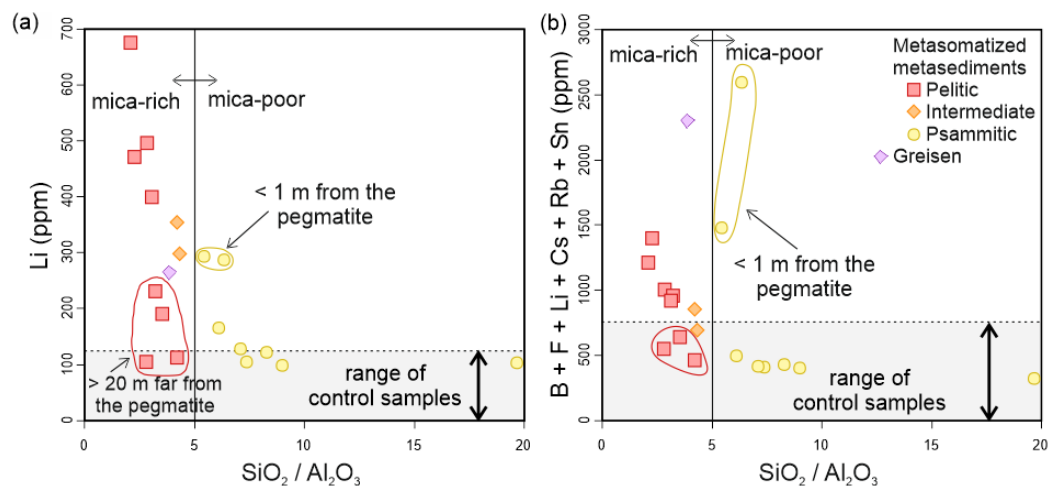 (a)
700
600
500
400
300
200
100
0
Li (ppm)
mica-rich
mica-poor
< 1 m from the
pegmatite
> 20 m far from
the pegmatite
range of
control samples
0
5
10
15
20
SiO₂ / Al₂O₃
(b)
3000
2500
2000
1500
1000
500
0
B + F + Li + Cs + Rb + Sn (ppm)
mica-rich
mica-poor
Metasomatized
metasediments
Pelitic
Intermediate
Psammitic
Greisen
< 1 m from the
pegmatite
range of
control samples
0
5
10
15
20
SiO₂ / Al₂O₃